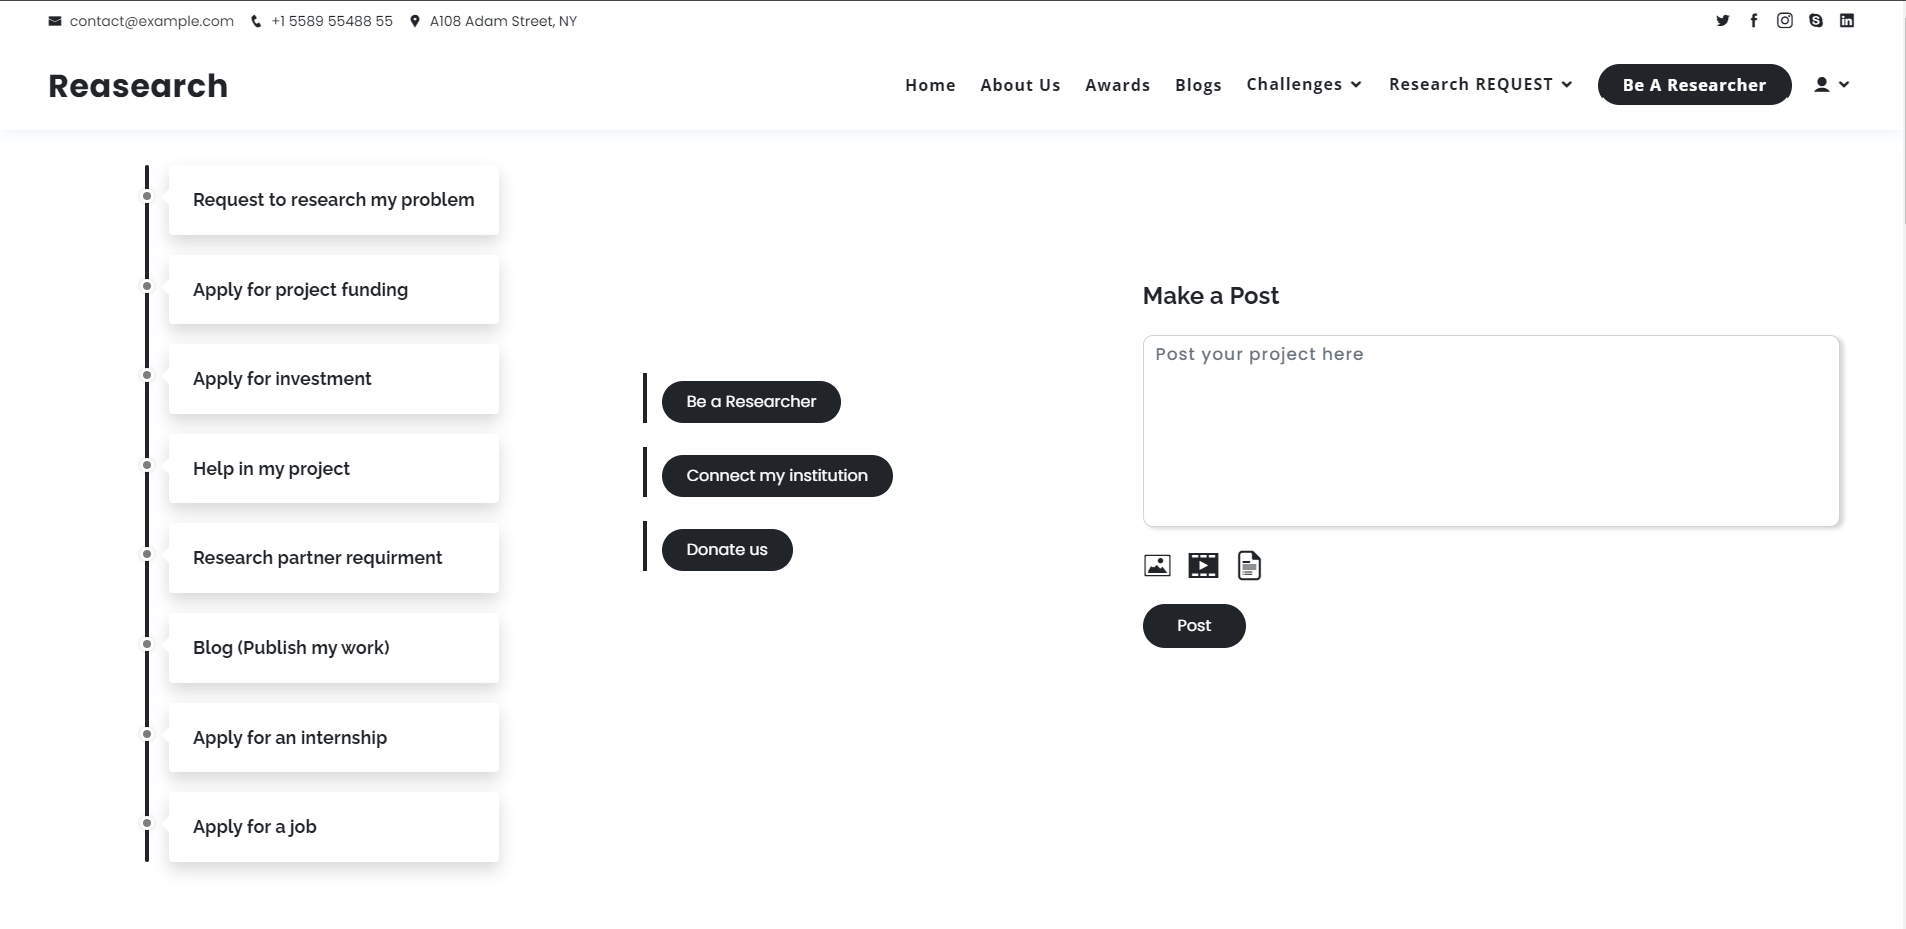 contact@example.com +1 5589 55488 55 A108 Adam Street, NY
Reasearch
Home About Us Awards Blogs Challenges Research REQUEST Be A Researcher
Request to research my problem
Apply for project funding
Apply for investment
Help in my project
Research partner requirment
Blog (Publish my work)
Apply for an internship
Apply for a job
Be a Researcher
Connect my institution
Donate us
Make a Post
Post your project here
Post